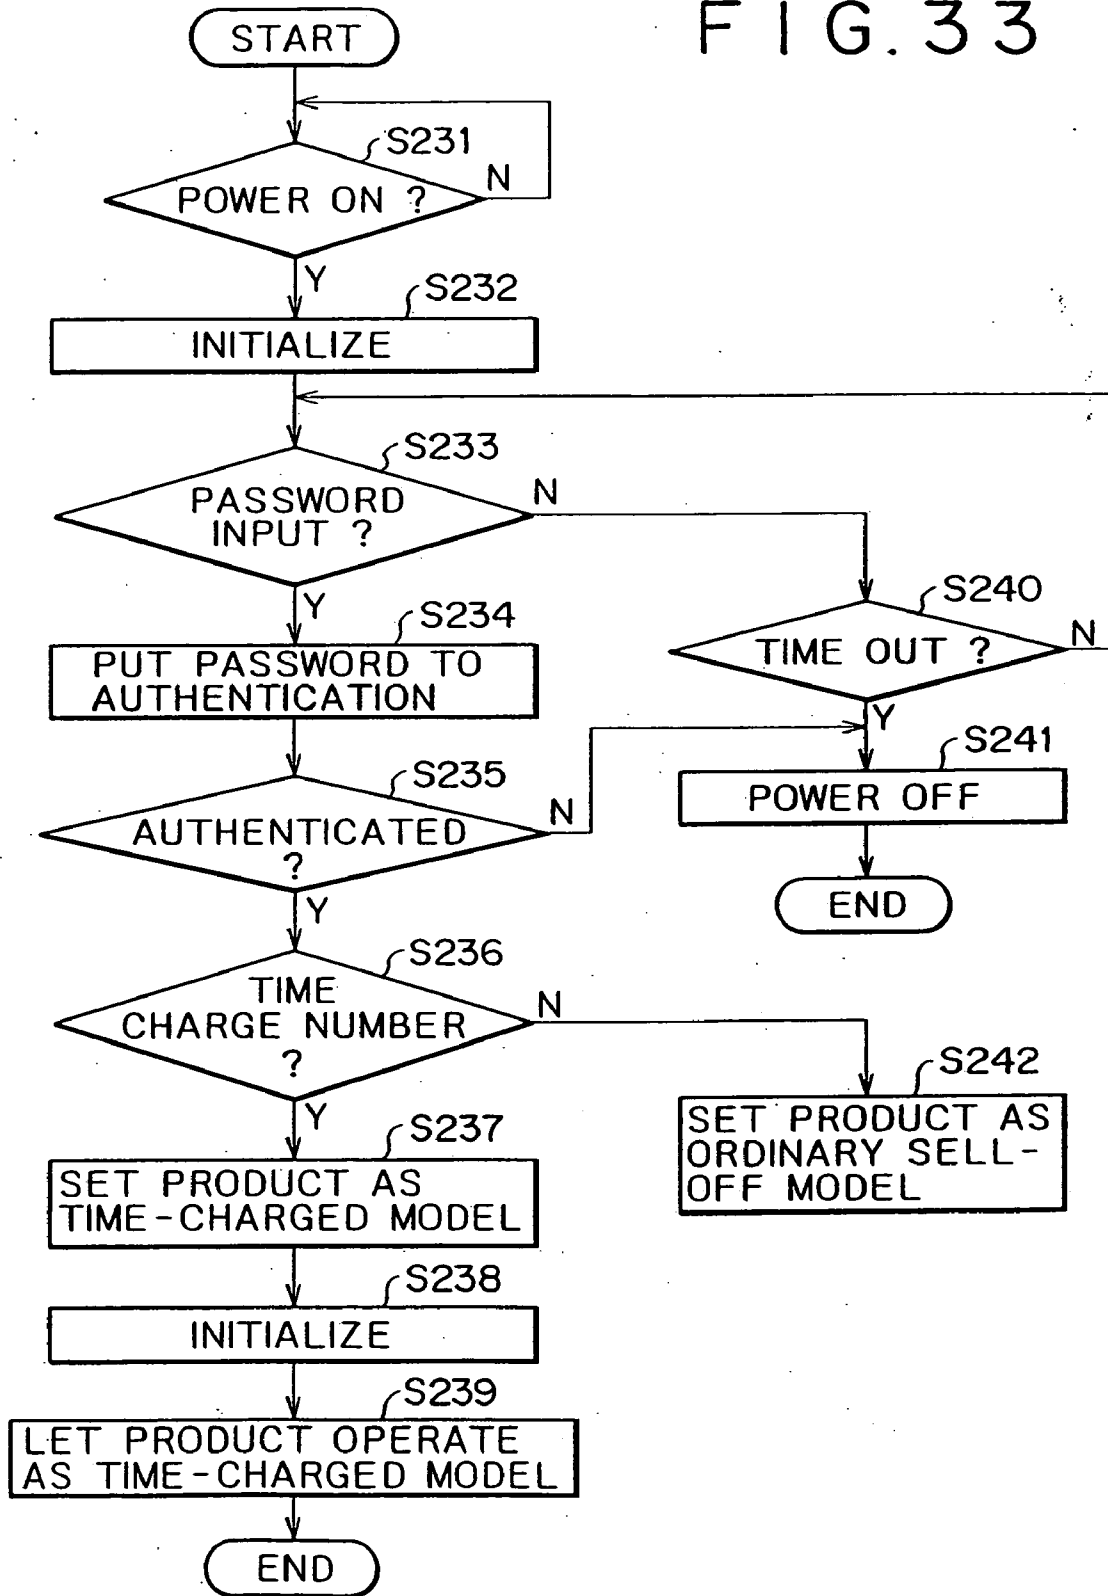 FIG.33
START
S231
POWER ON ?
N
Y
S232
INITIALIZE
S233
PASSWORD
INPUT ?
N
Y
S234
PUT PASSWORD TO
AUTHENTICATION
S240
TIME OUT ?
N
Y
S241
POWER OFF
END
S235
AUTHENTICATED
?
N
Y
S236
TIME
CHARGE NUMBER
?
N
Y
S242
SET PRODUCT AS
ORDINARY SELL-
OFF MODEL
S237
SET PRODUCT AS
TIME-CHARGED MODEL
S238
INITIALIZE
S239
LET PRODUCT OPERATE
AS TIME-CHARGED MODEL
END